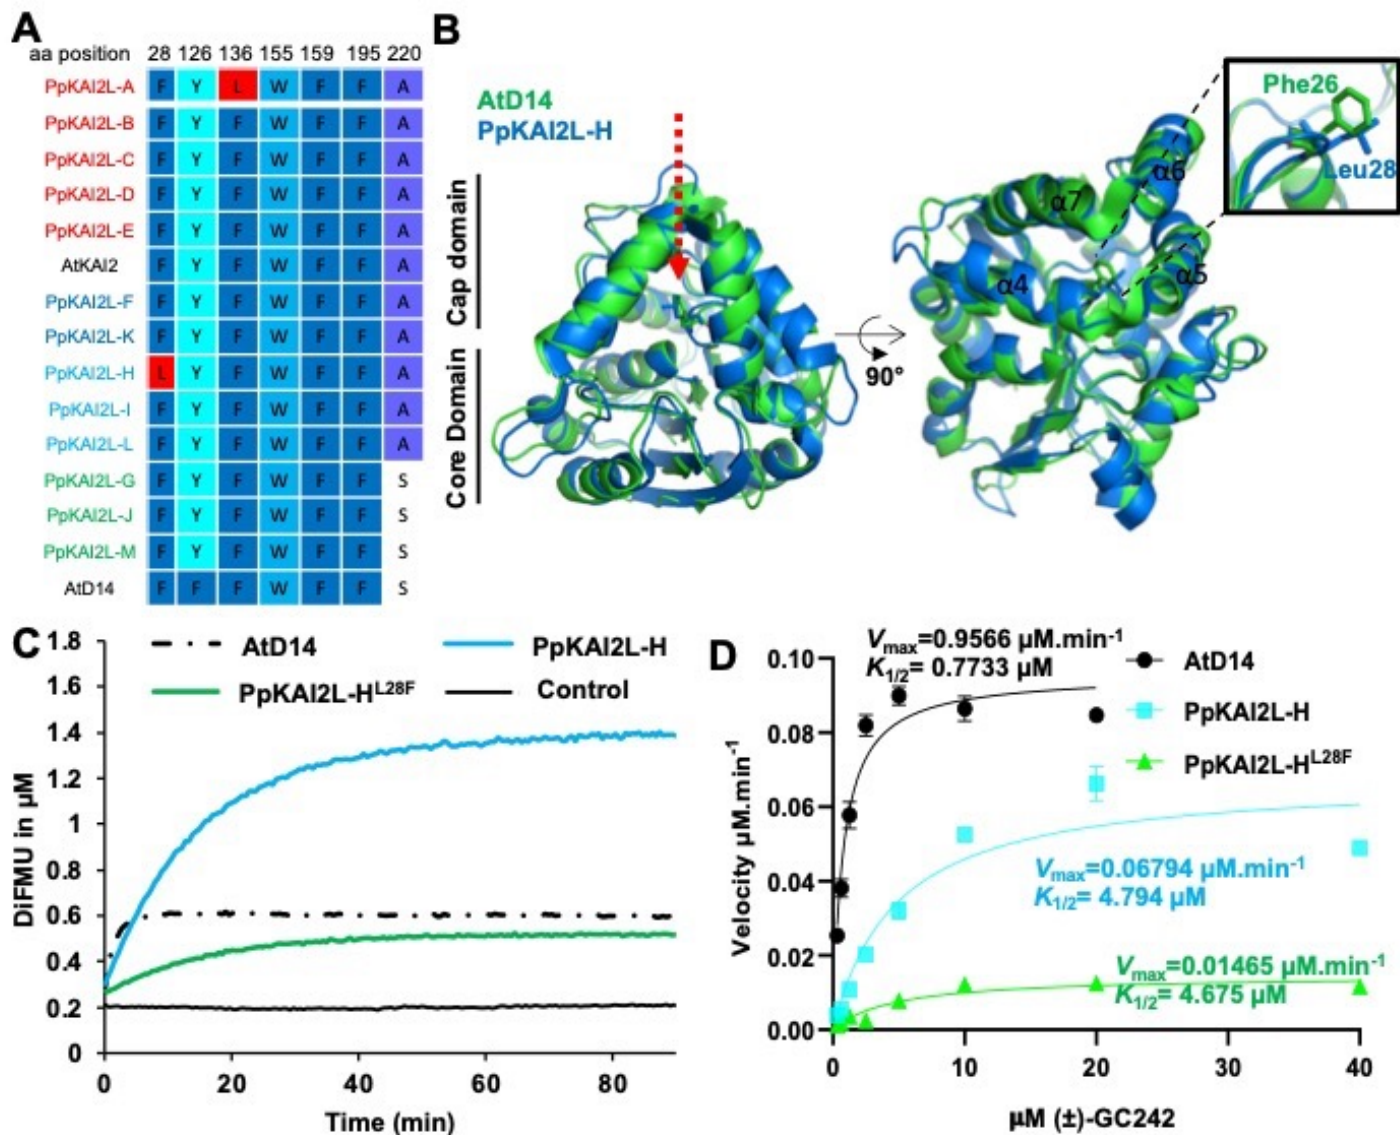 A
aa position 28 126 136 155 159 195 220
PpKAI2L-A F Y L W F F A
PpKAI2L-B F Y F W F F A
PpKAI2L-C F Y F W F F A
PpKAI2L-D F Y F W F F A
PpKAI2L-E F Y F W F F A
AtKAI2 F Y F W F F A
PpKAI2L-F F Y F W F F A
PpKAI2L-K F Y F W F F A
PpKAI2L-H L Y F W F F A
PpKAI2L-I F Y F W F F A
PpKAI2L-L F Y F W F F A
PpKAI2L-G F Y F W F F S
PpKAI2L-J F Y F W F F S
PpKAI2L-M F Y F W F F S
AtD14 F F F W F F S
B
AtD14
PpKAI2L-H
Cap domain
Core Domain
90°
α7
α6
α4
α5
Phe26
Leu28
C
AtD14
PpKAI2L-H
PpKAI2L-H^L28F
Control
DiFMU in µM
1.8
1.6
1.4
1.2
1
0.8
0.6
0.4
0.2
0
0 20 40 60 80
Time (min)
D
Vmax=0.9566 µM.min-1
K1/2= 0.7733 µM
AtD14
PpKAI2L-H
PpKAI2L-H^L28F
Vmax=0.06794 µM.min-1
K1/2= 4.794 µM
Vmax=0.01465 µM.min-1
K1/2= 4.675 µM
Velocity µM.min-1
0.10
0.08
0.06
0.04
0.02
0.00
0 10 20 30 40
µM (±)-GC242